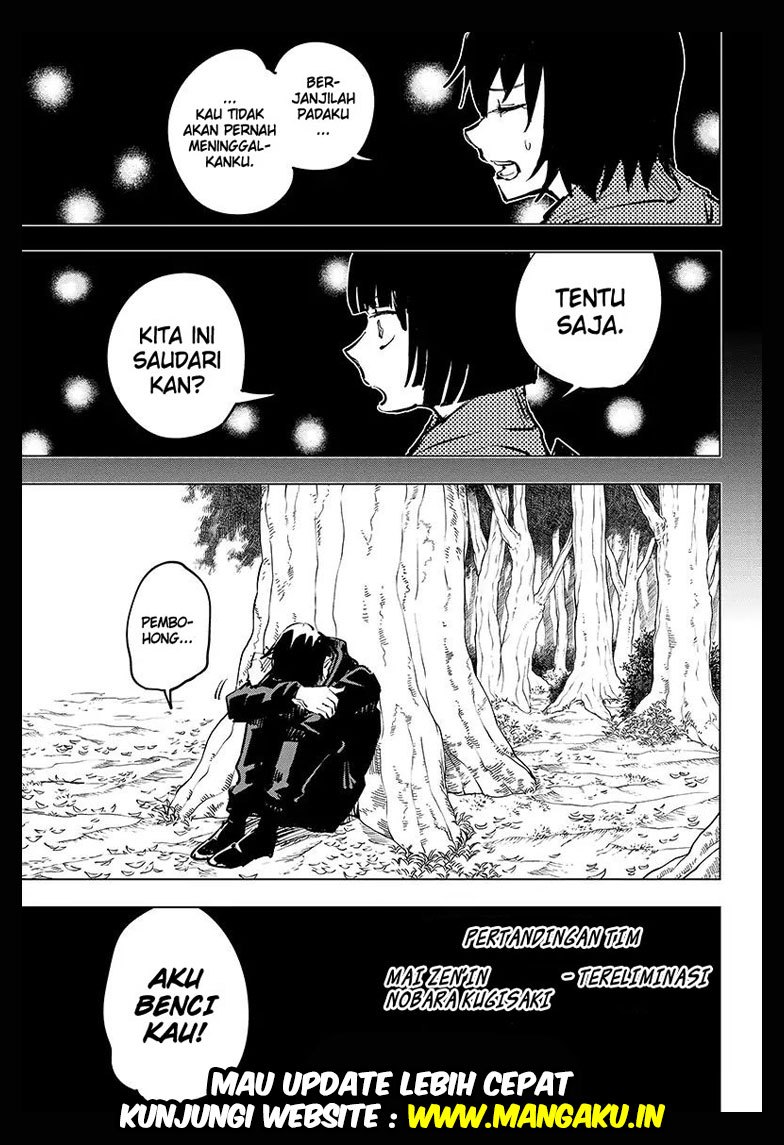 BER-
JANJILAH
PADAKU
...
...
KAU TIDAK
AKAN PERNAH
MENINGGAL-
KANKU.
TENTU
SAJA.
KITA INI
SAUDARI
KAN?
PEMBO-
HONG...
AKU
BENCI
KAU!
PERTANDINGAN TIM
MAI ZEN'IN - TERELIMINASI
NOBARA KUGISAKI
MAU UPDATE LEBIH CEPAT
KUNJUNGI WEBSITE : WWW.MANGAKU.IN